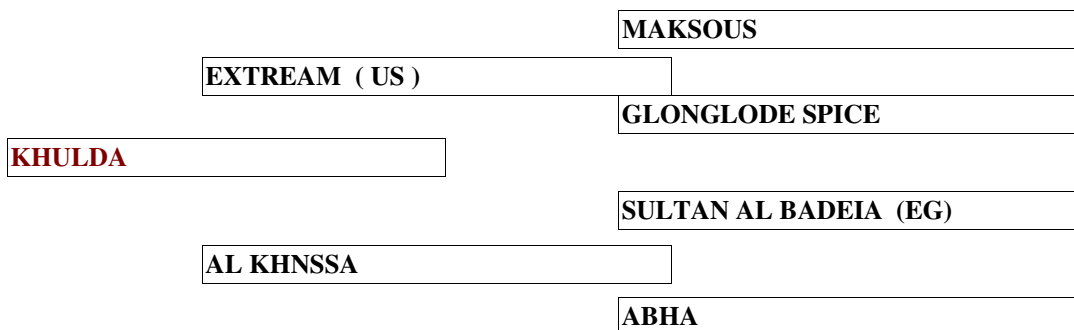 MAKSOUS
EXTREAM ( US )
GLONGLODE SPICE
KHULDA
SULTAN AL BADEIA (EG)
AL KHNSSA
ABHA